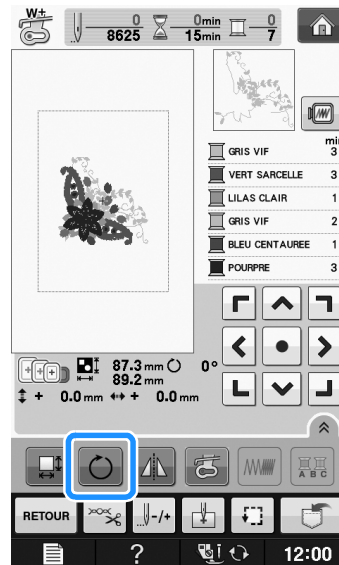 W+
0 0min 0
8625 15min 7
min
GRIS VIF 3
VERT SARCELLE 3
LILAS CLAIR 1
GRIS VIF 2
BLEU CENTAUREE 1
POURPRE 3
87.3 mm 0°
89.2 mm
+ 0.0 mm + 0.0 mm
A B C
RETOUR -/+
? 12:00